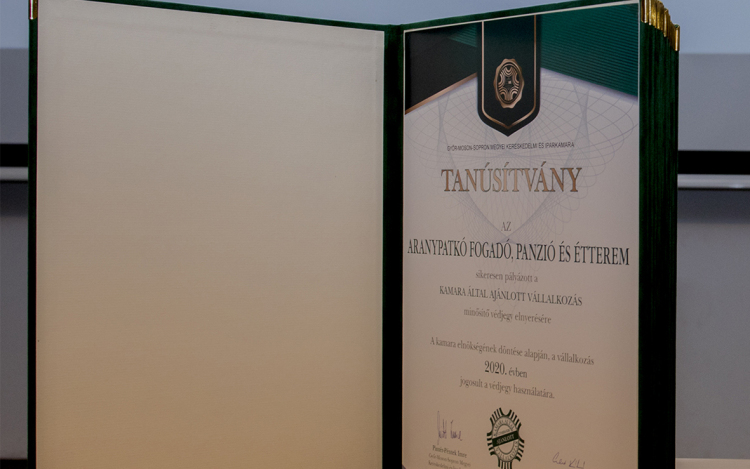 GYŐR-MOSON-SOPRON MEGYEI KERESKEDELMI ÉS IPARKAMARA
TANÚSÍTVÁNY
AZ
ARANYPATKÓ FOGADÓ, PANZIÓ ÉS ÉTTEREM
sikeresen pályázott a
KAMARA ÁLTAL AJÁNLOTT VÁLLALKOZÁS
minősítő védjegy elnyerésére
A kamara elnökségének döntése alapján, a vállalkozás
2020. évben
jogosult a védjegy használatára.